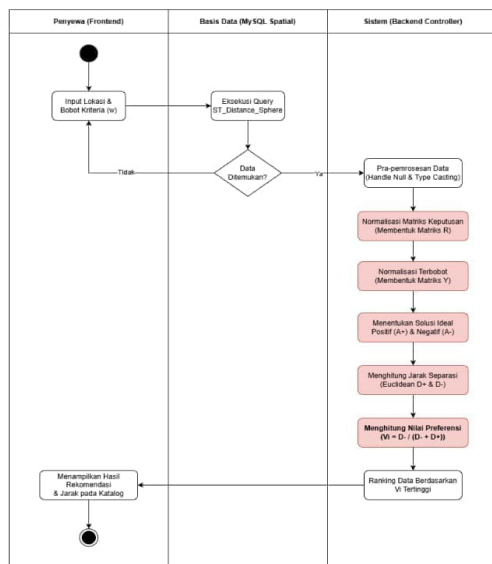 Penyewa (Frontend)
Basis Data (MySQL Spatial)
Sistem (Backend Controller)
Input Lokasi &
Bobot Kriteria (w)
Eksekusi Query
ST_Distance_Sphere
Data
Ditemukan?
Tidak
Ya
Pra-pemrosesan Data
(Handle Null & Type Casting)
Normalisasi Matriks Keputusan
(Membentuk Matriks R)
Normalisasi Terbobot
(Membentuk Matriks Y)
Menentukan Solusi Ideal
Positif (A+) & Negatif (A-)
Menghitung Jarak Separasi
(Euclidean D+ & D-)
Menghitung Nilai Preferensi
(Vi = D- / (D- + D+))
Ranking Data Berdasarkan
Vi Tertinggi
Menampilkan Hasil
Rekomendasi
& Jarak pada Katalog